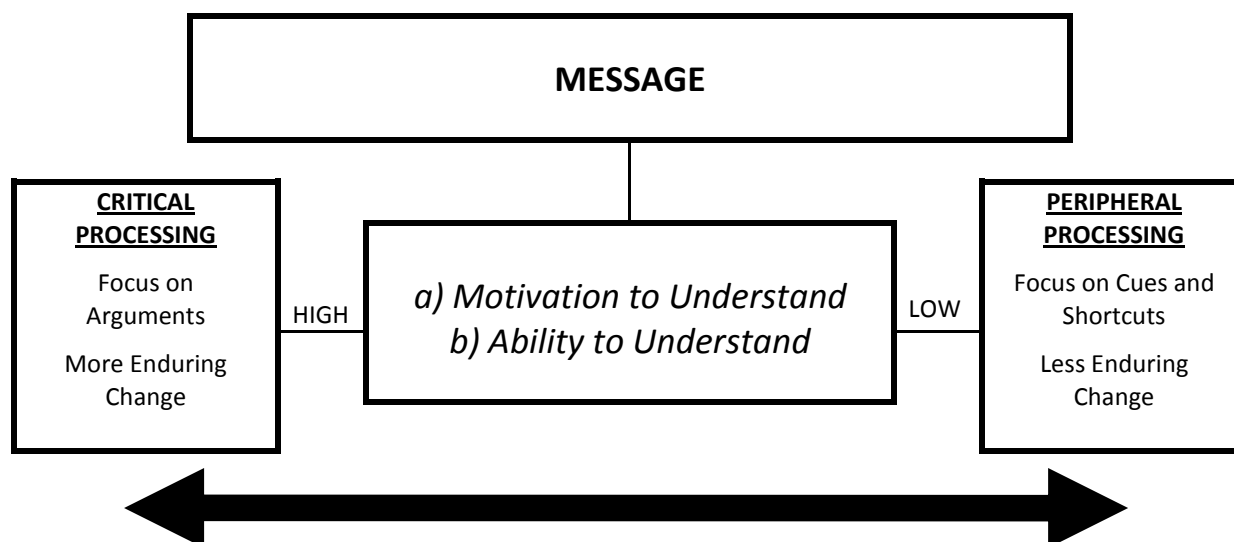 MESSAGE
CRITICAL
PROCESSING
Focus on
Arguments
More Enduring
Change
HIGH
a) Motivation to Understand
b) Ability to Understand
LOW
PERIPHERAL
PROCESSING
Focus on Cues and
Shortcuts
Less Enduring
Change